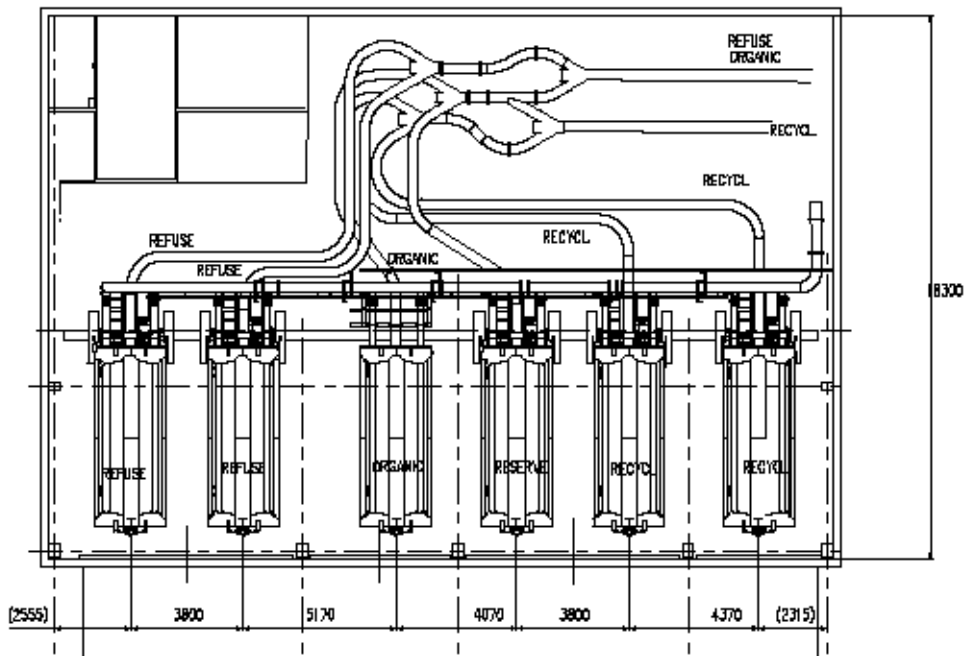 REFUSE
ORGANIC
RECYCL
RECYCL
REFUSE
RECYCL
ORGANIC
REFUSE
18300
REFUSE
REFUSE
ORGANIC
RESERVE
RECYCL
RECYCL
(2555) 3800 5170 4070 3800 4370 (2315)